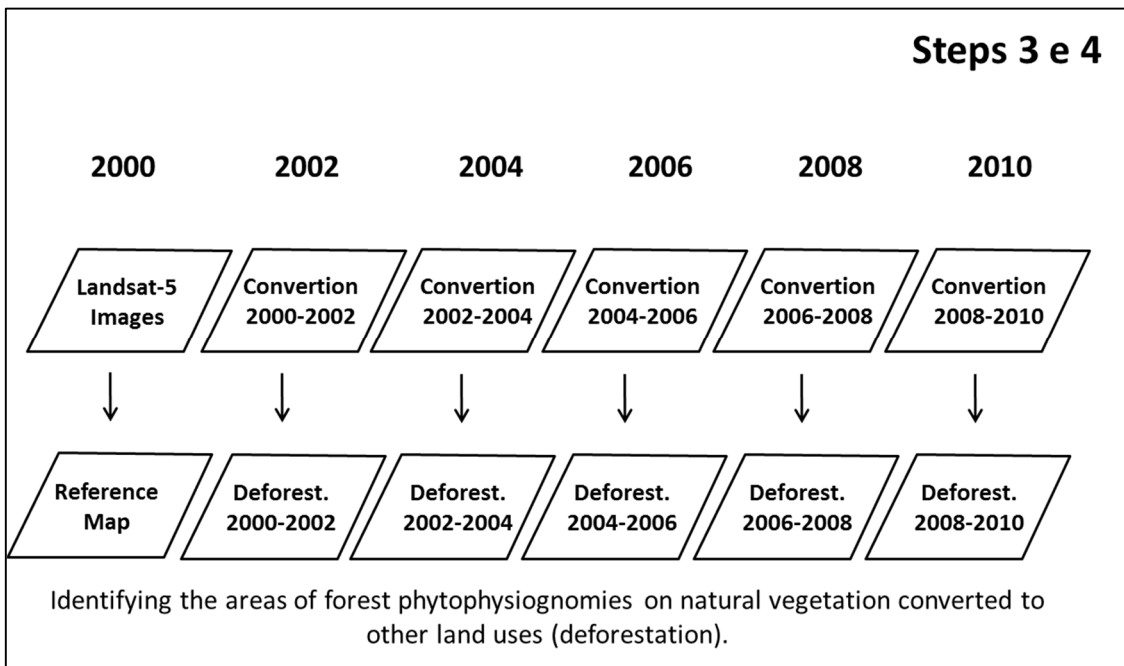 Steps 3 e 4
2000 2002 2004 2006 2008 2010
Landsat-5
Images
Convertion
2000-2002
Convertion
2002-2004
Convertion
2004-2006
Convertion
2006-2008
Convertion
2008-2010
Reference
Map
Deforest.
2000-2002
Deforest.
2002-2004
Deforest.
2004-2006
Deforest.
2006-2008
Deforest.
2008-2010
Identifying the areas of forest phytophysiognomies on natural vegetation converted to
other land uses (deforestation).